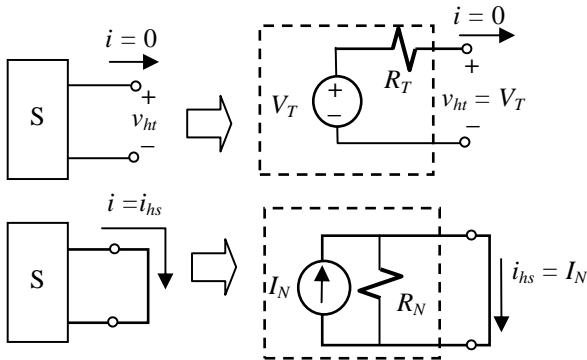 i = 0
S
+
v_ht
−
i = 0
+
−
V_T
R_T
+
v_ht = V_T
−
i =i_hs
S
I_N
R_N
i_hs = I_N